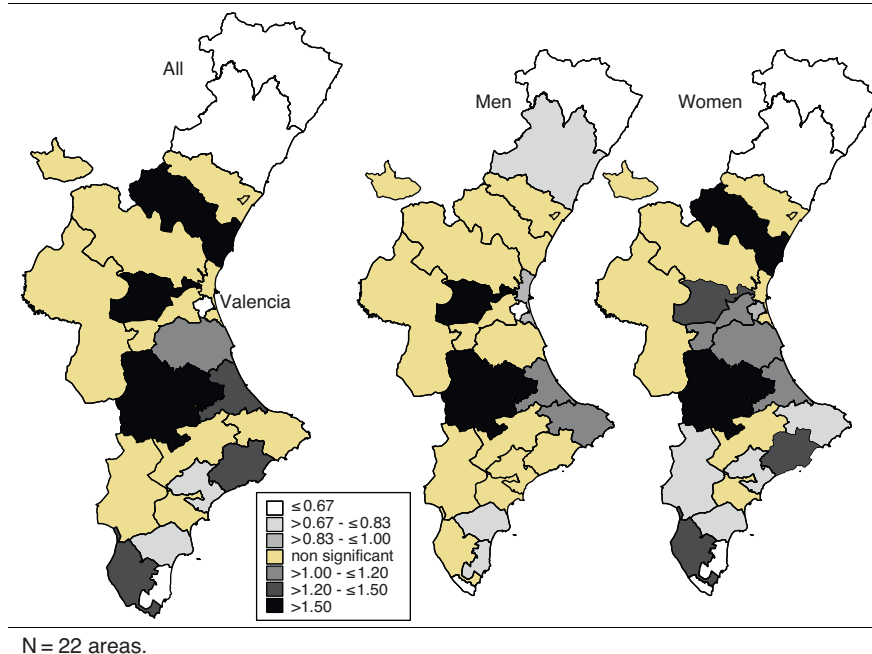 All
Men
Women
Valencia
≤0.67
>0.67 - ≤0.83
>0.83 - ≤1.00
non significant
>1.00 - ≤1.20
>1.20 - ≤1.50
>1.50
N = 22 areas.